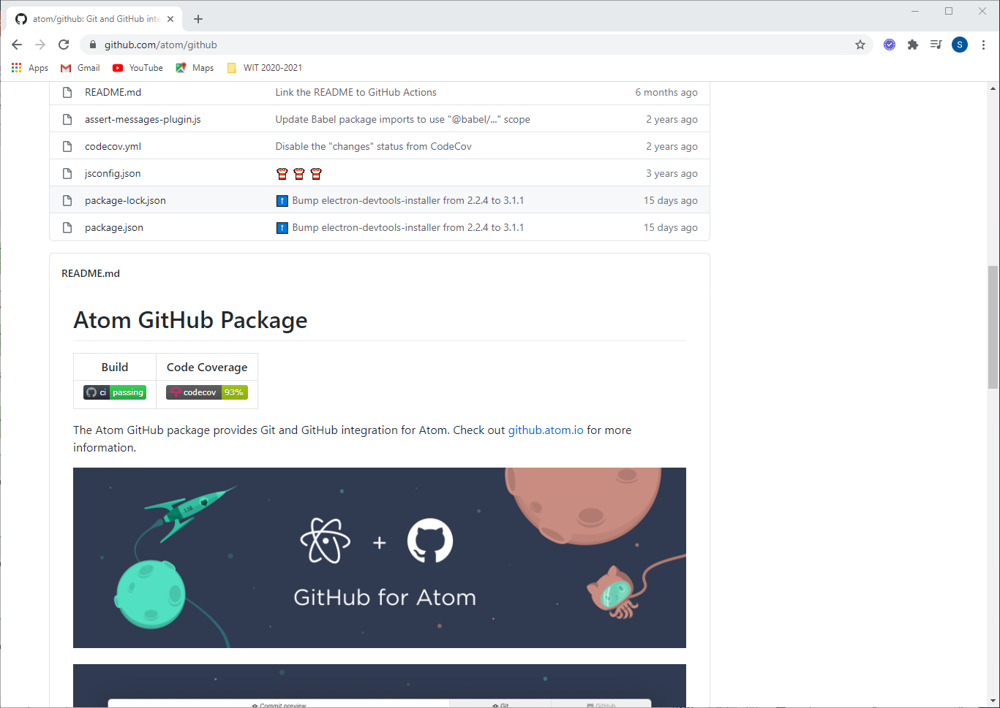 atom/github: Git and GitHub inte
github.com/atom/github
S
Apps Gmail YouTube Maps WIT 2020-2021
README.md Link the README to GitHub Actions 6 months ago
assert-messages-plugin.js Update Babel package imports to use "@babel/..." scope 2 years ago
codecov.yml Disable the "changes" status from CodeCov 2 years ago
jsconfig.json 3 years ago
package-lock.json Bump electron-devtools-installer from 2.2.4 to 3.1.1 15 days ago
package.json Bump electron-devtools-installer from 2.2.4 to 3.1.1 15 days ago
README.md
Atom GitHub Package
Build Code Coverage
ci passing codecov 93%
The Atom GitHub package provides Git and GitHub integration for Atom. Check out github.atom.io for more
information.
1.18
+
GitHub for Atom
Commit preview Git GitHub